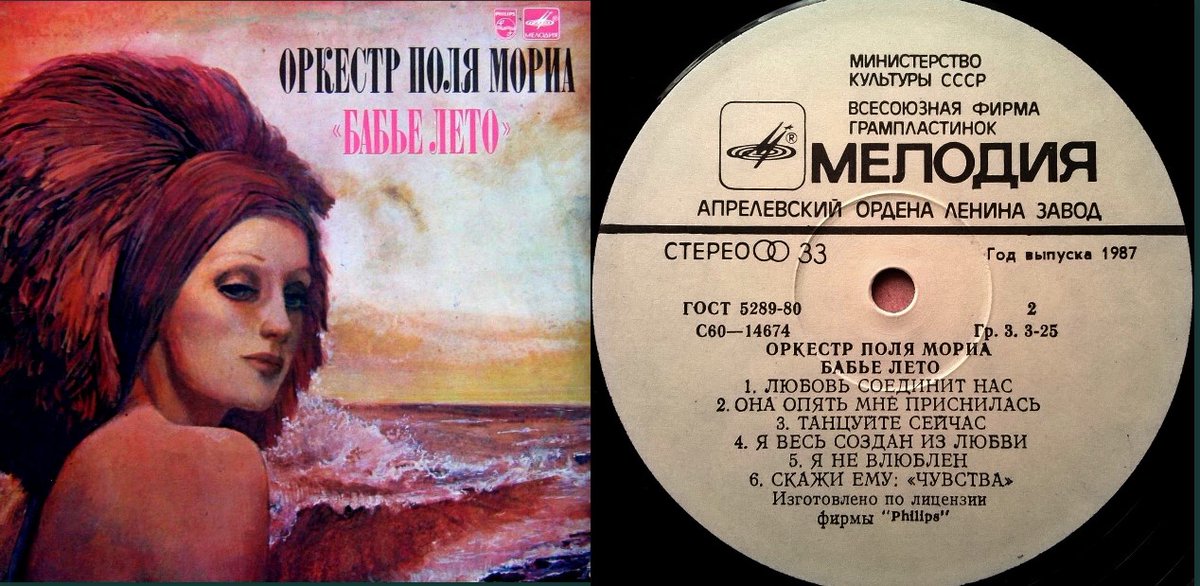 PHILIPS
МЕЛОДИЯ
ОРКЕСТР ПОЛЯ МОРИА
«БАБЬЕ ЛЕТО»
МИНИСТЕРСТВО
КУЛЬТУРЫ СССР
ВСЕСОЮЗНАЯ ФИРМА
ГРАМПЛАСТИНОК
®
МЕЛОДИЯ
АПРЕЛЕВСКИЙ ОРДЕНА ЛЕНИНА ЗАВОД
СТЕРЕО 33
Год выпуска 1987
ГОСТ 5289-80
2
С60—14674
Гр. 3. 3-25
ОРКЕСТР ПОЛЯ МОРИА
БАБЬЕ ЛЕТО
1. ЛЮБОВЬ СОЕДИНИТ НАС
2. ОНА ОПЯТЬ МНЕ ПРИСНИЛАСЬ
3. ТАНЦУЙТЕ СЕЙЧАС
4. Я ВЕСЬ СОЗДАН ИЗ ЛЮБВИ
5. Я НЕ ВЛЮБЛЕН
6. СКАЖИ ЕМУ; «ЧУВСТВА»
Изготовлено по лицензии
фирмы "Philips"